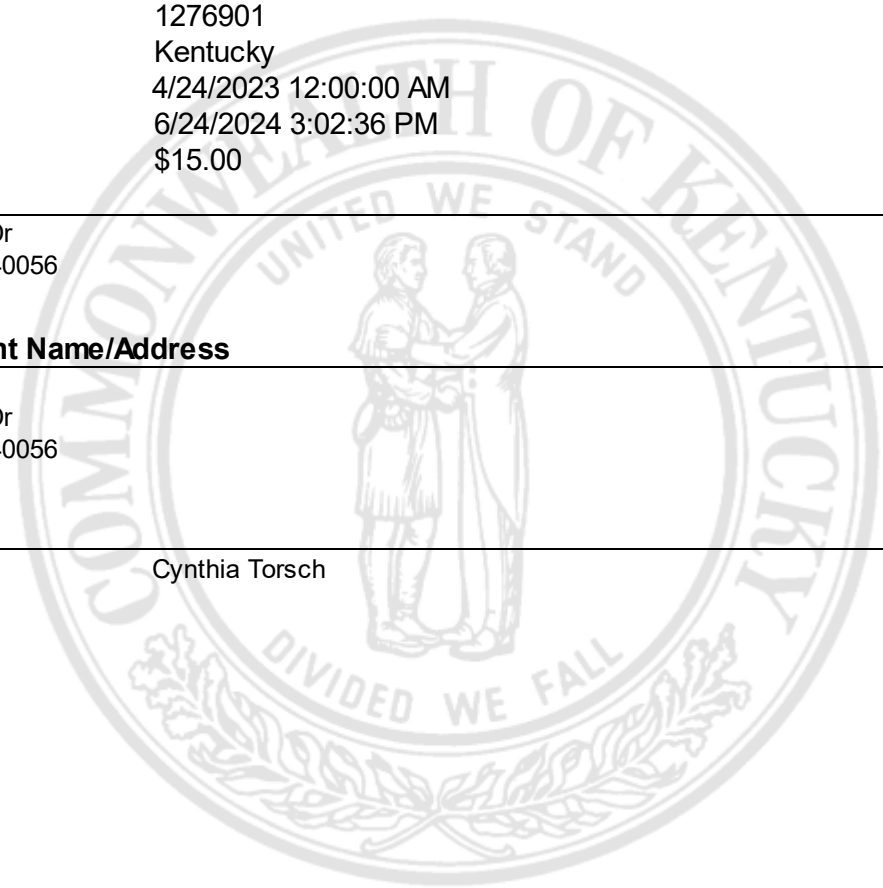 1276901
Kentucky
4/24/2023 12:00:00 AM
6/24/2024 3:02:36 PM
$15.00
Dr
40056
nt Name/Address
Dr
40056
Cynthia Torsch
COMMONWEALTH OF KENTUCKY
UNITED WE STAND
DIVIDED WE FALL